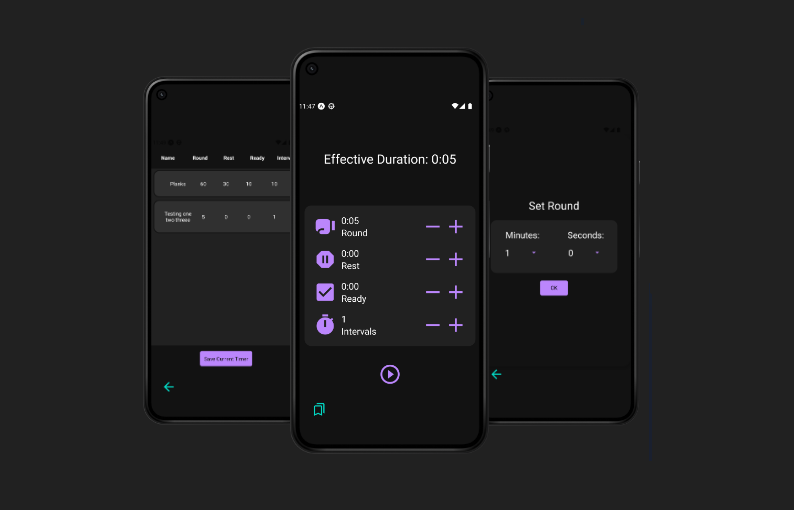 Name Round Rest Ready Interv
Planks 60 30 10 10
Testing one
two threes 5 0 0 1
Save Current Timer
11:47
Effective Duration: 0:05
0:05
Round
0:00
Rest
0:00
Ready
1
Intervals
Set Round
Minutes: Seconds:
1 0
OK